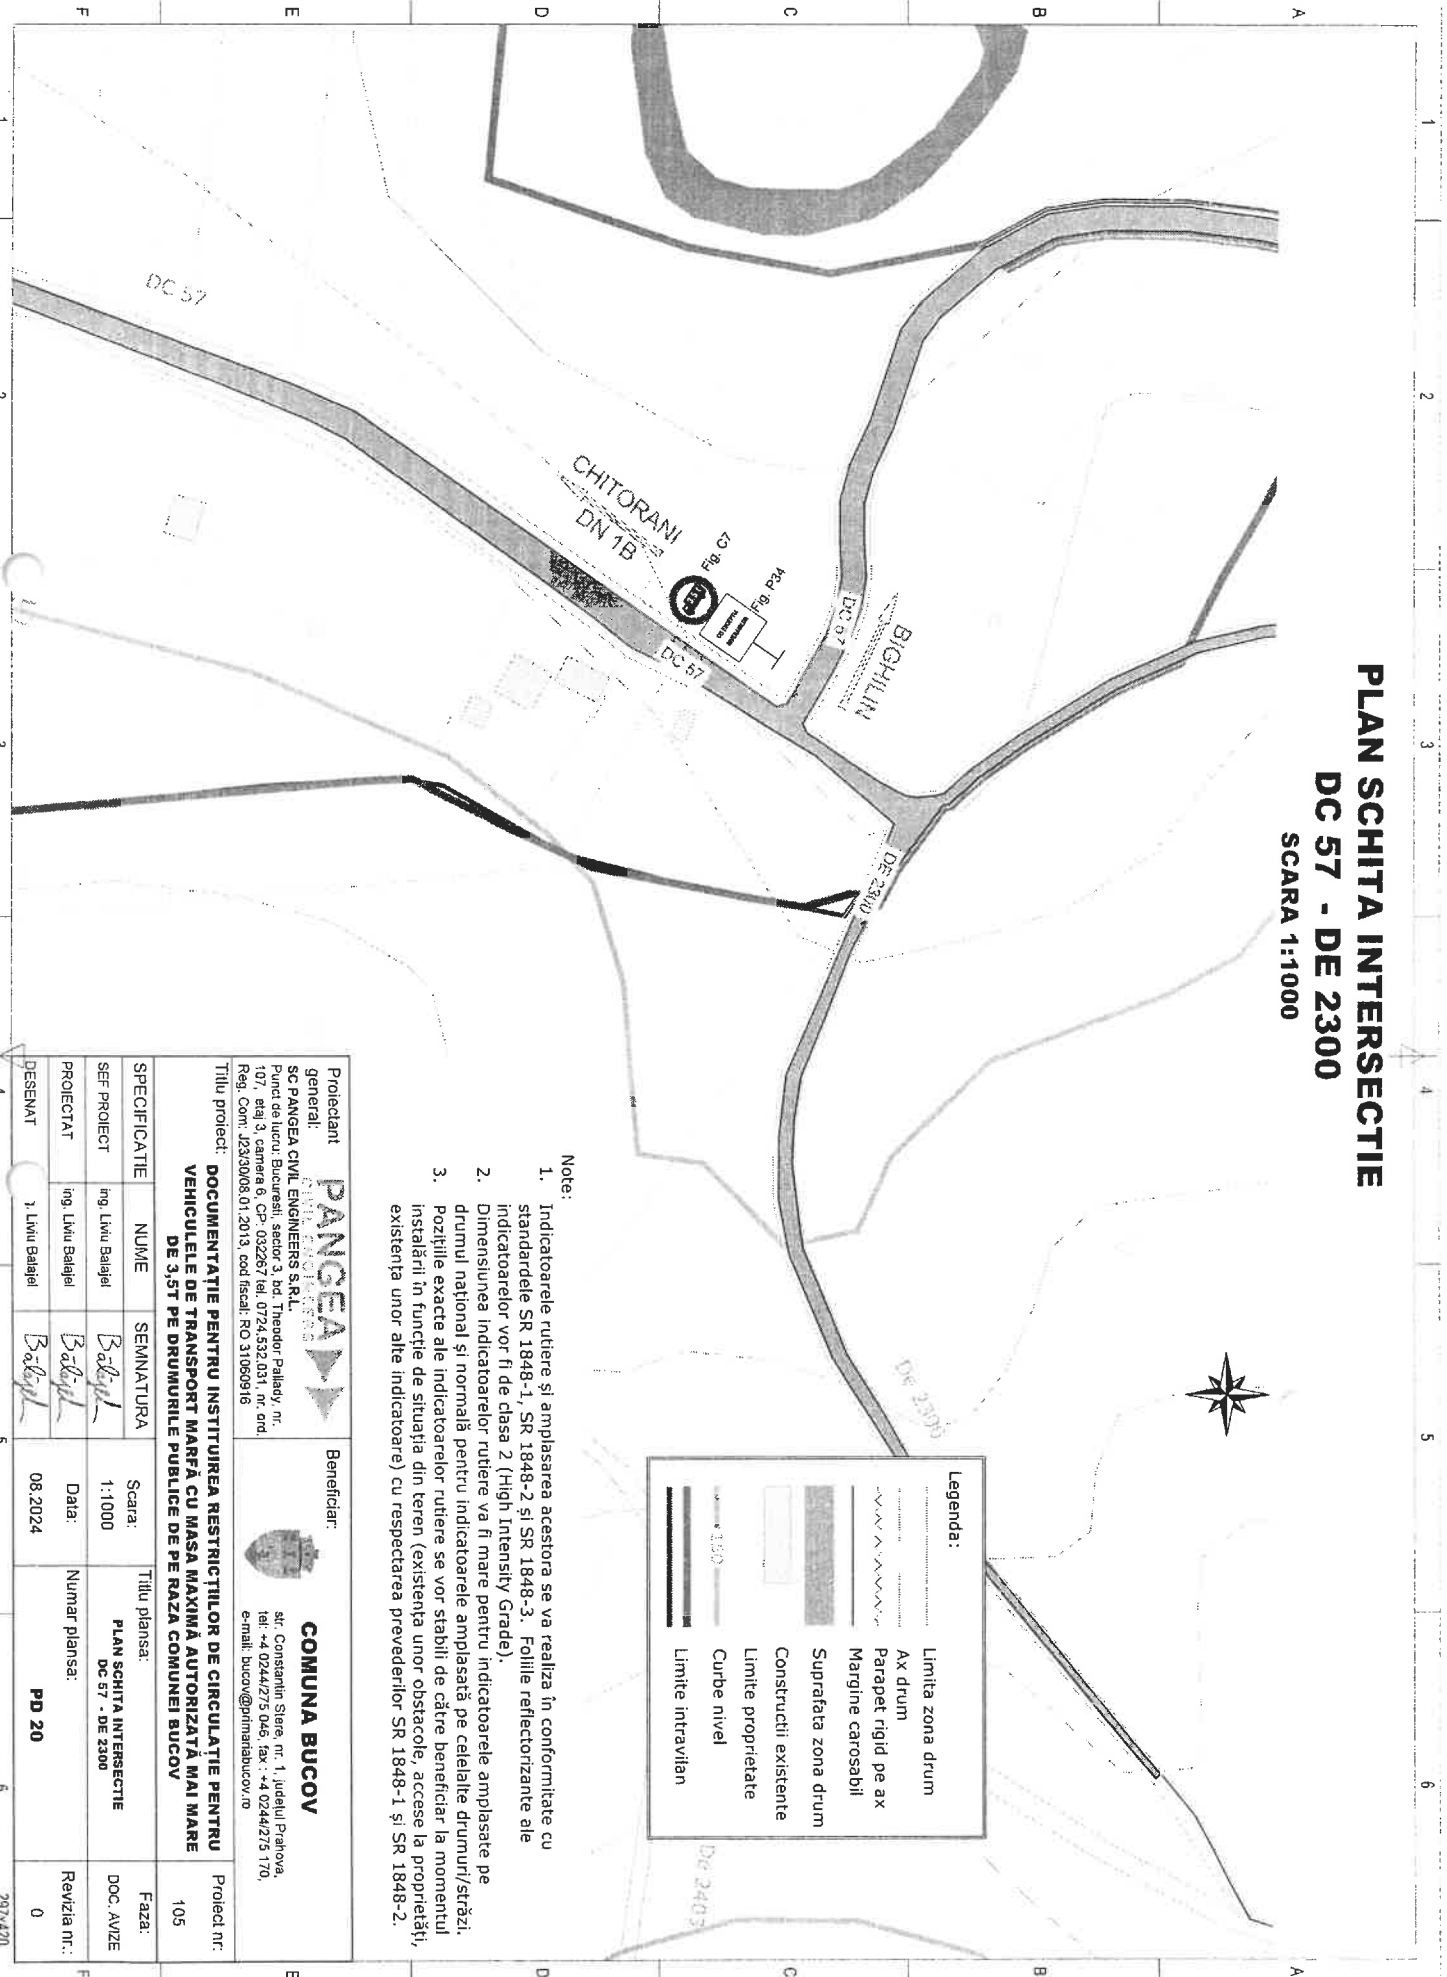 PLAN SCHITA INTERSECTIE
DC 57 - DE 2300
SCARA 1:1000
A
B
C
D
E
F
1
2
3
4
5
6
DC 57
CHITORANI
DN 1B
Fig. C7
Fig. P34
DC 57
BIGHILIN
DE 2300
De 2300
De 2403
Legenda:
Limita zona drum
Ax drum
Parapet rigid pe ax
Margine carosabil
Suprafata zona drum
Constructii existente
Limite proprietate
Curbe nivel
Limite intravilan
Note:
1. Indicatoarele rutiere și amplasarea acestora se va realiza în conformitate cu
standardele SR 1848-1, SR 1848-2 și SR 1848-3. Foliile reflectorizante ale
indicatoarelor vor fi de clasa 2 (High Intensity Grade).
2. Dimensiunea indicatoarelor rutiere va fi mare pentru indicatoarele amplasate pe
drumul național și normală pentru indicatoarele amplasată pe celelalte drumuri/străzi.
3. Pozițiile exacte ale indicatoarelor rutiere se vor stabili de către beneficiar la momentul
instalării în funcție de situația din teren (existența unor obstacole, accese la proprietăți,
existența unor alte indicatoare) cu respectarea prevederilor SR 1848-1 și SR 1848-2.
Proiectant
general:
PANGEA
CIVIL ENGINEERS
SC PANGEA CIVIL ENGINEERS S.R.L.
Punct de lucru: Bucuresti, sector 3, bd. Theodor Pallady, nr.
107, etaj 3, camera 6, CP: 032267 tel. 0724.532.031, nr. ord.
Reg. Com: J23/30/08.01.2013, cod fiscal: RO 31060916
Beneficiar:
COMUNA BUCOV
str. Constantin Stere, nr. 1, județul Prahova,
tel: +4 0244/275 046, fax : +4 0244/275 170,
e-mail: bucov@primariabucov.ro
Titlu proiect:
DOCUMENTAȚIE PENTRU INSTITUIREA RESTRICȚIILOR DE CIRCULAȚIE PENTRU
VEHICULELE DE TRANSPORT MARFĂ CU MASA MAXIMĂ AUTORIZATĂ MAI MARE
DE 3,5T PE DRUMURILE PUBLICE DE PE RAZA COMUNEI BUCOV
Proiect nr:
105
SPECIFICATIE
NUME
SEMNATURA
Scara:
1:1000
Titlu plansa:
PLAN SCHITA INTERSECTIE
DC 57 - DE 2300
Faza:
DOC. AVIZE
SEF PROIECT
ing. Liviu Balajel
Balajel
PROIECTAT
ing. Liviu Balajel
Balajel
Data:
08.2024
Numar plansa:
PD 20
Revizia nr.:
0
DESENAT
Liviu Balajel
Balajel
297x420